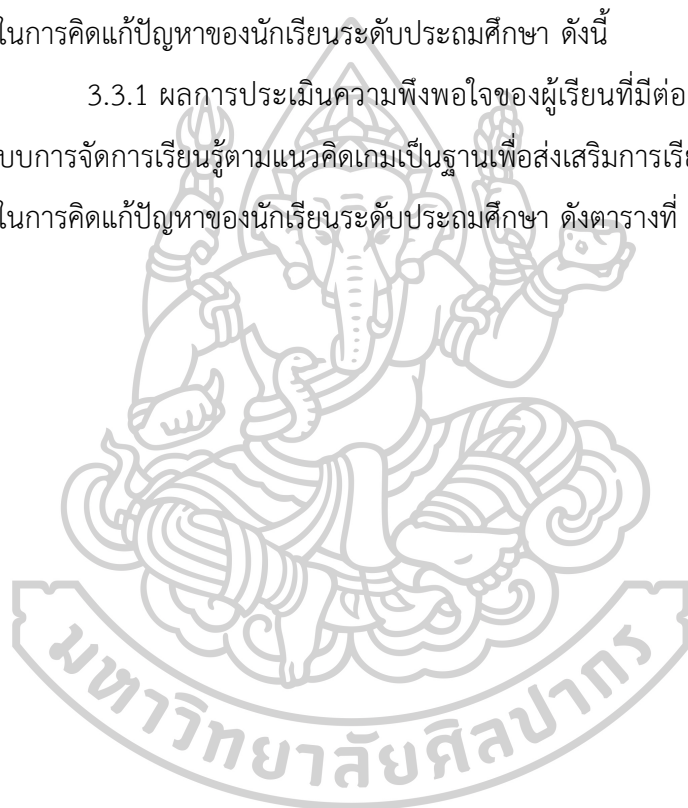 ในการคิดแก้ปัญหาของนักเรียนระดับประถมศึกษา ดังนี้
3.3.1 ผลการประเมินความพึงพอใจของผู้เรียนที่มีต่อ
บบการจัดการเรียนรู้ตามแนวคิดเกมเป็นฐานเพื่อส่งเสริมการเรีย
ในการคิดแก้ปัญหาของนักเรียนระดับประถมศึกษา ดังตารางที่
มหาวิทยาลัยศิลปากร